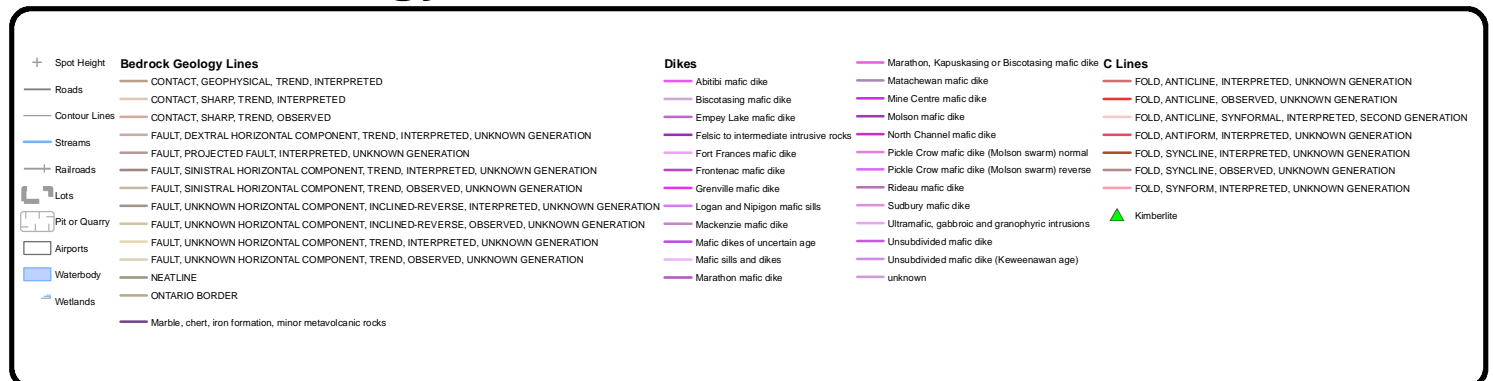 Spot Height
Roads
Contour Lines
Streams
Railroads
Lots
Pit or Quarry
Airports
Waterbody
Wetlands
Bedrock Geology Lines
CONTACT, GEOPHYSICAL, TREND, INTERPRETED
CONTACT, SHARP, TREND, INTERPRETED
CONTACT, SHARP, TREND, OBSERVED
FAULT, DEXTRAL HORIZONTAL COMPONENT, TREND, INTERPRETED, UNKNOWN GENERATION
FAULT, PROJECTED FAULT, INTERPRETED, UNKNOWN GENERATION
FAULT, SINISTRAL HORIZONTAL COMPONENT, TREND, INTERPRETED, UNKNOWN GENERATION
FAULT, SINISTRAL HORIZONTAL COMPONENT, TREND, OBSERVED, UNKNOWN GENERATION
FAULT, UNKNOWN HORIZONTAL COMPONENT, INCLINED-REVERSE, INTERPRETED, UNKNOWN GENERATION
FAULT, UNKNOWN HORIZONTAL COMPONENT, INCLINED-REVERSE, OBSERVED, UNKNOWN GENERATION
FAULT, UNKNOWN HORIZONTAL COMPONENT, TREND, INTERPRETED, UNKNOWN GENERATION
FAULT, UNKNOWN HORIZONTAL COMPONENT, TREND, OBSERVED, UNKNOWN GENERATION
NEATLINE
ONTARIO BORDER
Marble, chert, iron formation, minor metavolcanic rocks
Dikes
Abitibi mafic dike
Biscotasing mafic dike
Empey Lake mafic dike
Felsic to intermediate intrusive rocks
Fort Frances mafic dike
Frontenac mafic dike
Grenville mafic dike
Logan and Nipigon mafic sills
Mackenzie mafic dike
Mafic dikes of uncertain age
Mafic sills and dikes
Marathon mafic dike
Marathon, Kapuskasing or Biscotasing mafic dike
Matachewan mafic dike
Mine Centre mafic dike
Molson mafic dike
North Channel mafic dike
Pickle Crow mafic dike (Molson swarm) normal
Pickle Crow mafic dike (Molson swarm) reverse
Rideau mafic dike
Sudbury mafic dike
Ultramafic, gabbroic and granophyric intrusions
Unsubdivided mafic dike
Unsubdivided mafic dike (Keweenawan age)
unknown
C Lines
FOLD, ANTICLINE, INTERPRETED, UNKNOWN GENERATION
FOLD, ANTICLINE, OBSERVED, UNKNOWN GENERATION
FOLD, ANTICLINE, SYNFORMAL, INTERPRETED, SECOND GENERATION
FOLD, ANTIFORM, INTERPRETED, UNKNOWN GENERATION
FOLD, SYNCLINE, INTERPRETED, UNKNOWN GENERATION
FOLD, SYNCLINE, OBSERVED, UNKNOWN GENERATION
FOLD, SYNFORM, INTERPRETED, UNKNOWN GENERATION
Kimberlite